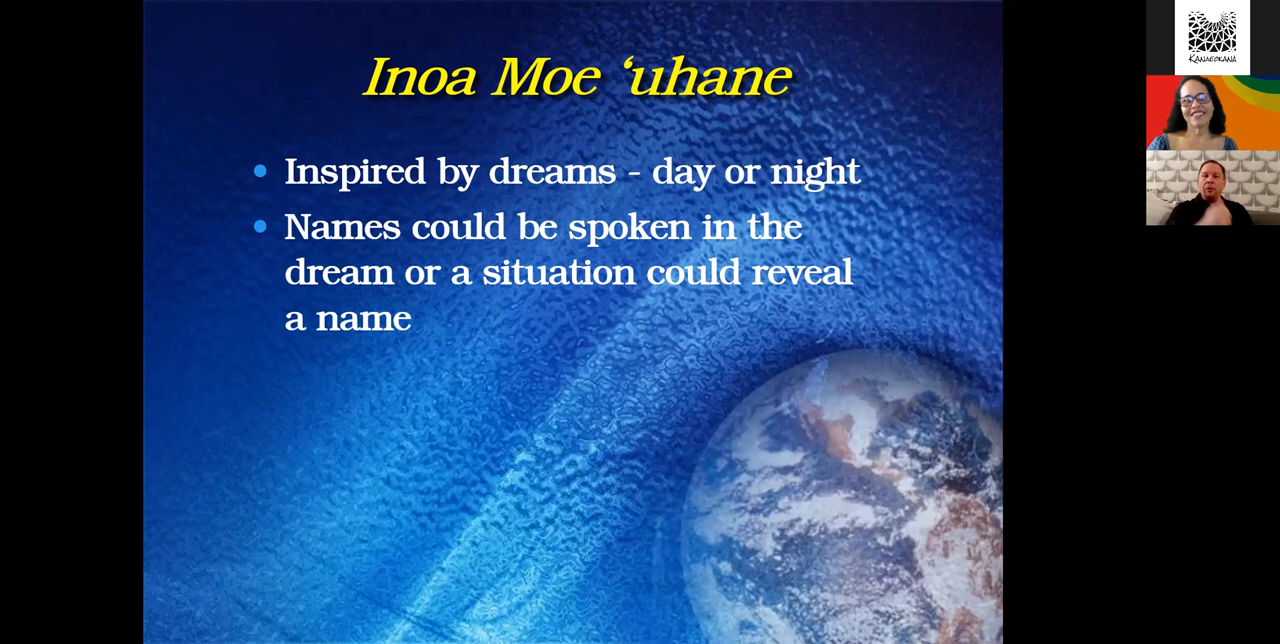 Inoa Moe ‘uhane
• Inspired by dreams - day or night
• Names could be spoken in the
dream or a situation could reveal
a name
KANAEOKANA